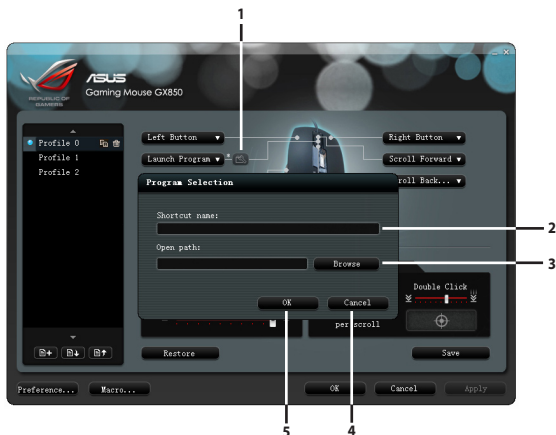 1
REPUBLIC OF
GAMERS
ASUS
Gaming Mouse GX850
Profile 0
Profile 1
Profile 2
Left Button
Right Button
Launch Program
Scroll Forward
Program Selection
roll Back...
Shortcut name:
2
Open path:
Browse
3
Double Click
OK
Cancel
per scroll
Restore
Save
Preference...
Macro...
OK
Cancel
Apply
5
4